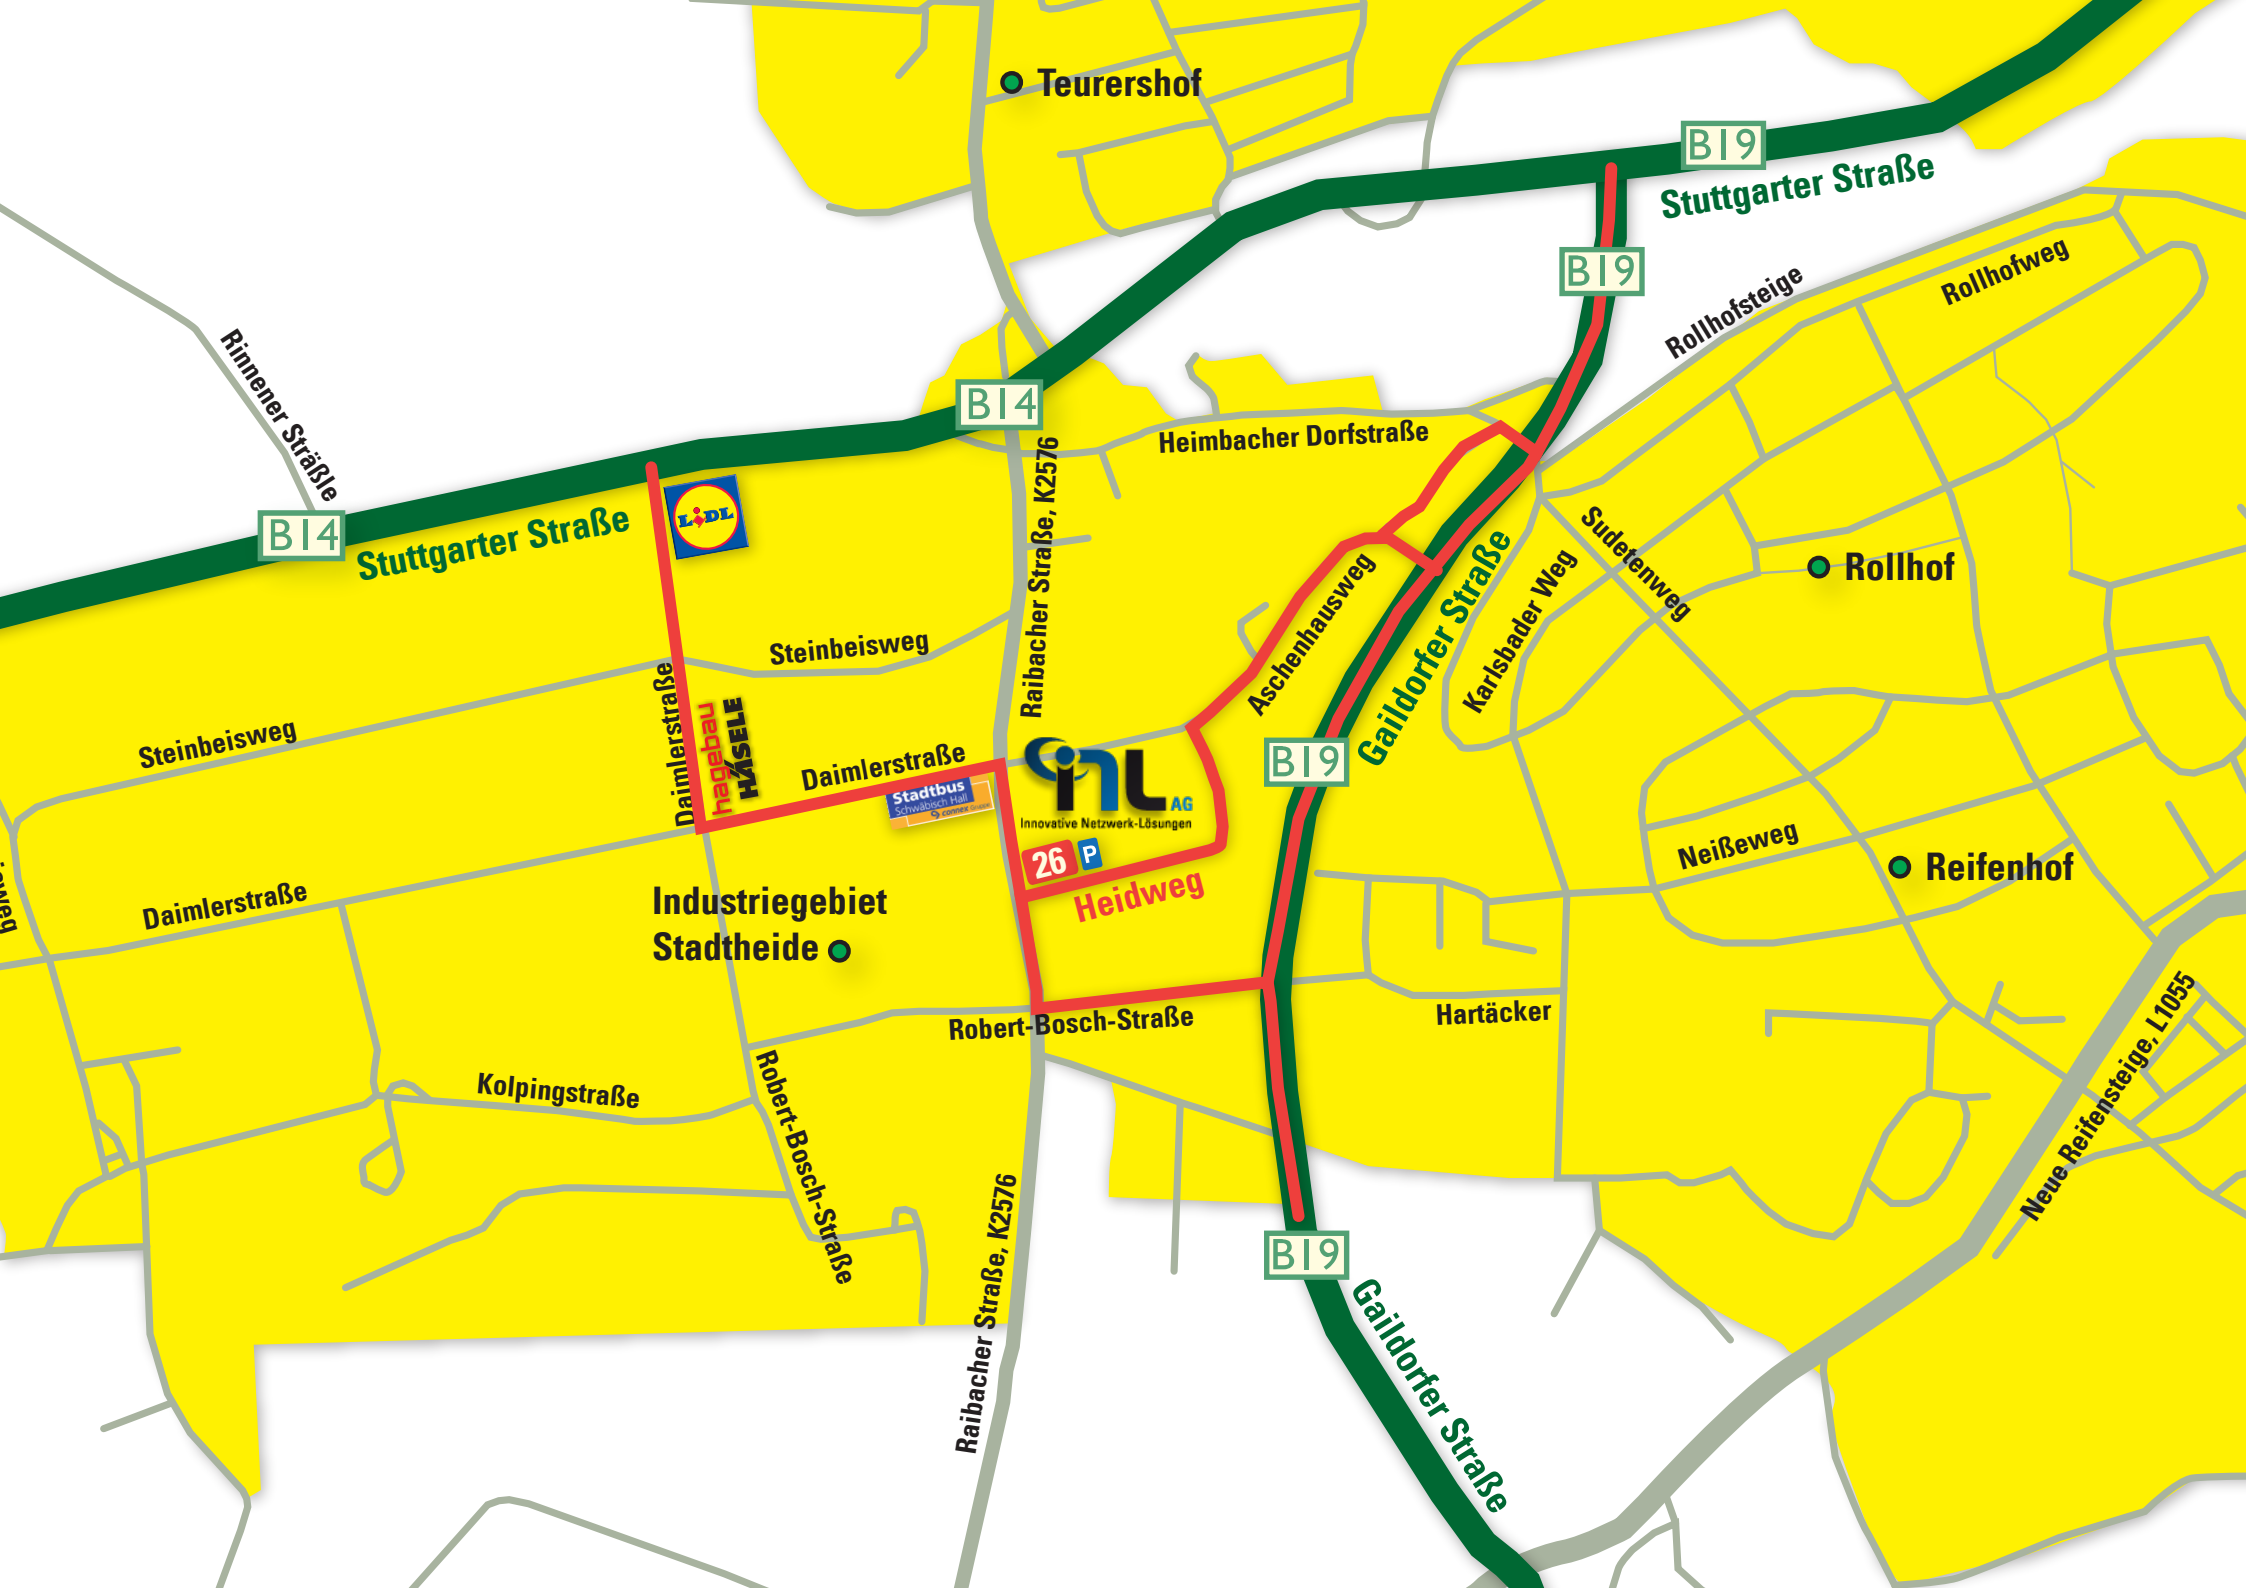 Teurershof
B19
Stuttgarter Straße
B19
Rollhofsteige
Rollhofweg
Rinnener Sträßle
B14
Heimbacher Dorfstraße
B14
Stuttgarter Straße
LIDL
Raibacher Straße, K2576
Sudetenweg
Rollhof
Karlsbader Weg
Aschenhausweg
Gaildorfer Straße
Steinbeisweg
Steinbeisweg
Daimlerstraße
hagebau
HÄSELE
Daimlerstraße
Stadtbus
Schwäbisch Hall
connex Gruppe
inL AG
Innovative Netzwerk-Lösungen
B19
26 P
Heidweg
Neißeweg
Reifenhof
Daimlerstraße
Industriegebiet
Stadtheide
Robert-Bosch-Straße
Hartäcker
Kolpingstraße
Robert-Bosch-Straße
Neue Reifensteige, L1055
Raibacher Straße, K2576
B19
Gaildorfer Straße